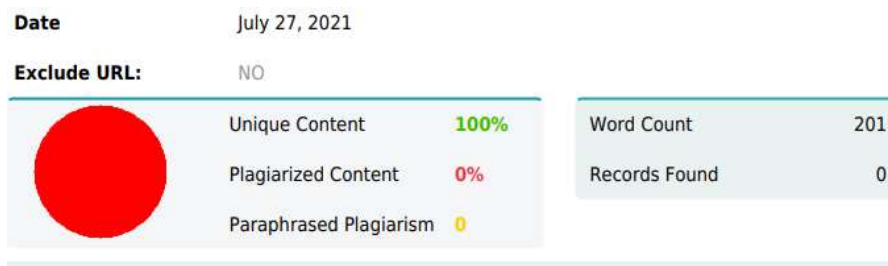 Date July 27, 2021
Exclude URL: NO
Unique Content 100% Word Count 201
Plagiarized Content 0% Records Found 0
Paraphrased Plagiarism 0